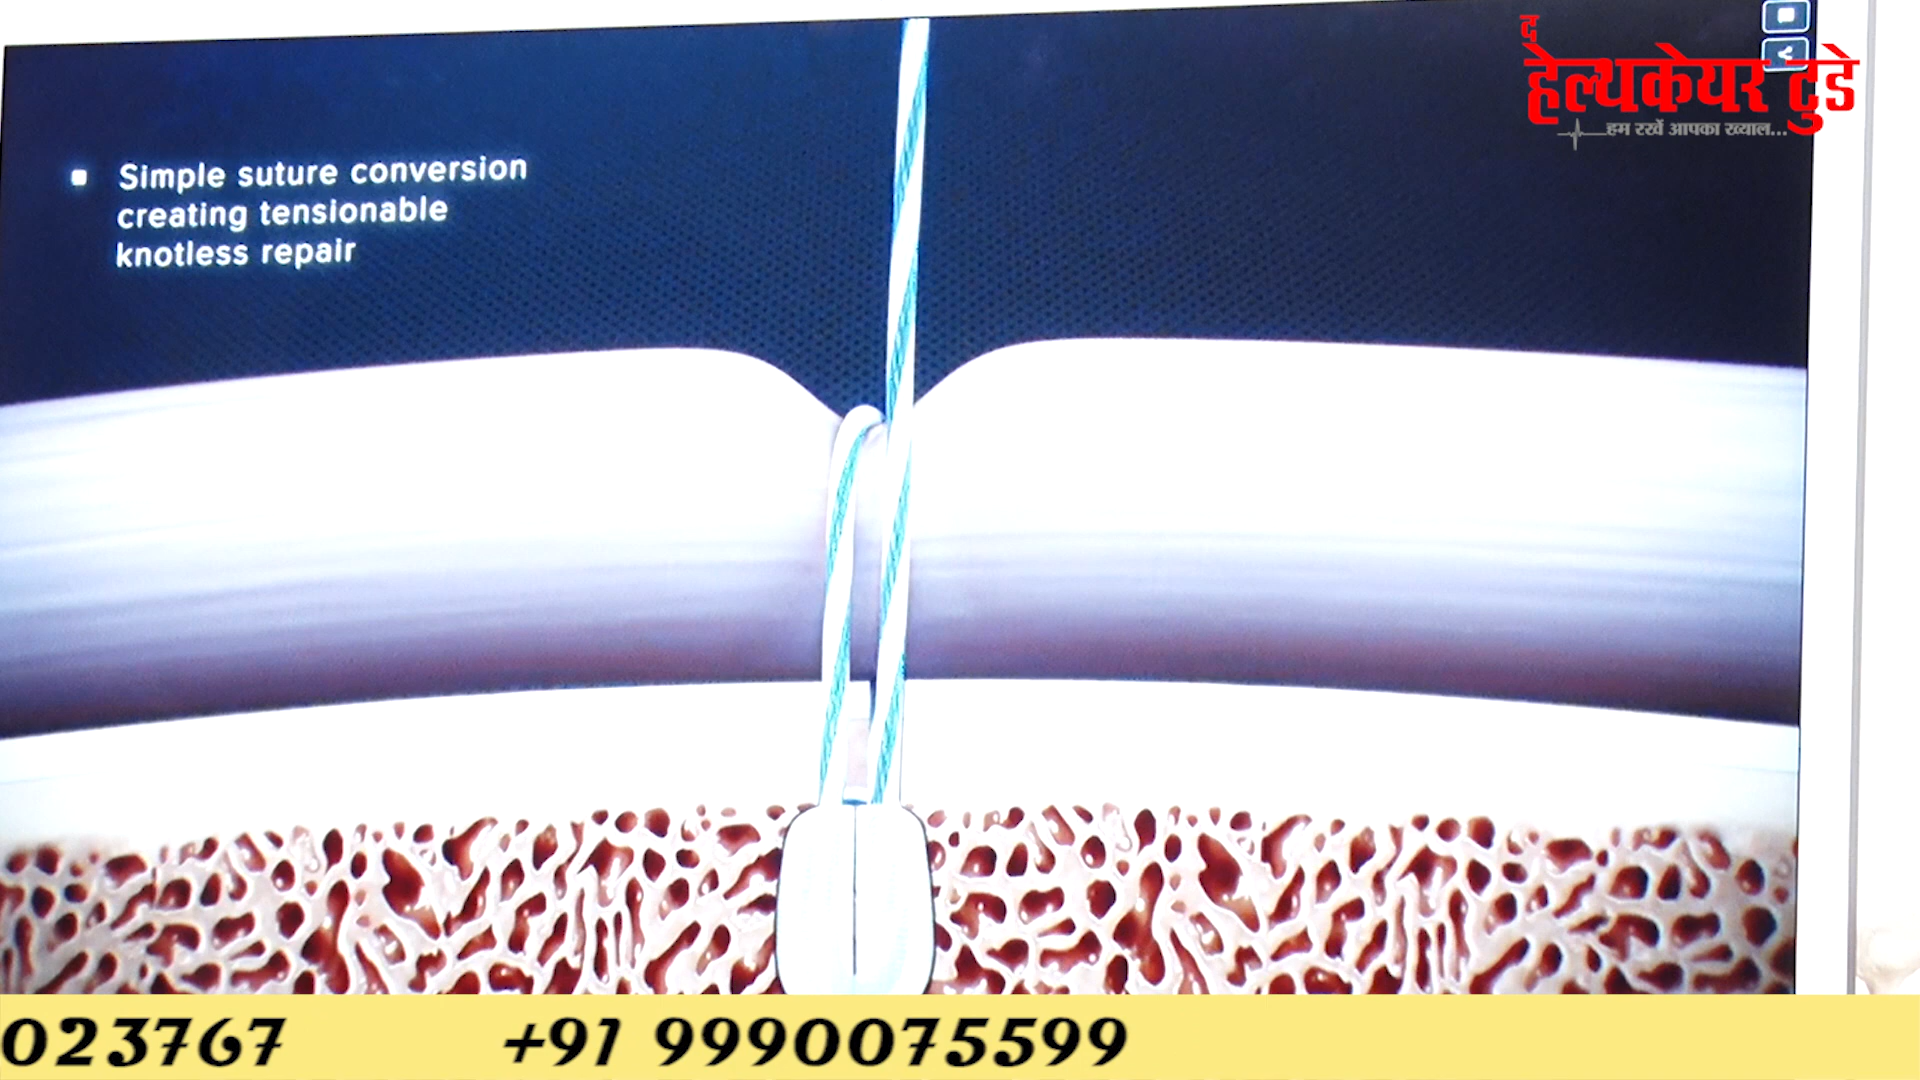 Simple suture conversion
creating tensionable
knotless repair
द
हेल्थकेयर टुडे
हम रखें आपका ख्याल...
023767 +91 9990075599